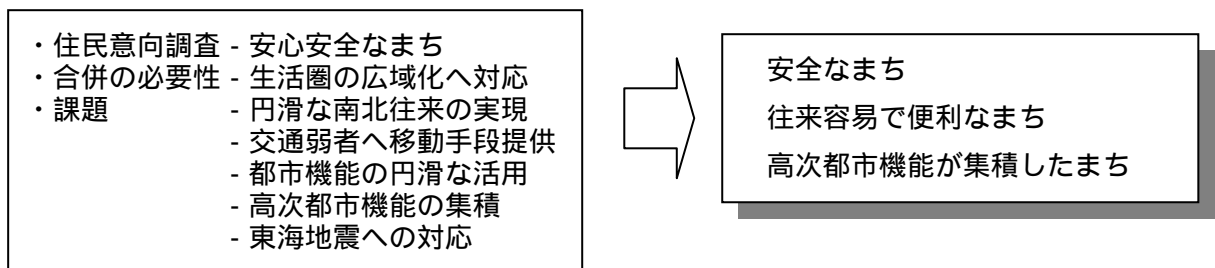 ・住民意向調査 - 安心安全なまち
・合併の必要性 - 生活圏の広域化へ対応
・課題 - 円滑な南北往来の実現
- 交通弱者へ移動手段提供
- 都市機能の円滑な活用
- 高次都市機能の集積
- 東海地震への対応
安全なまち
往来容易で便利なまち
高次都市機能が集積したまち